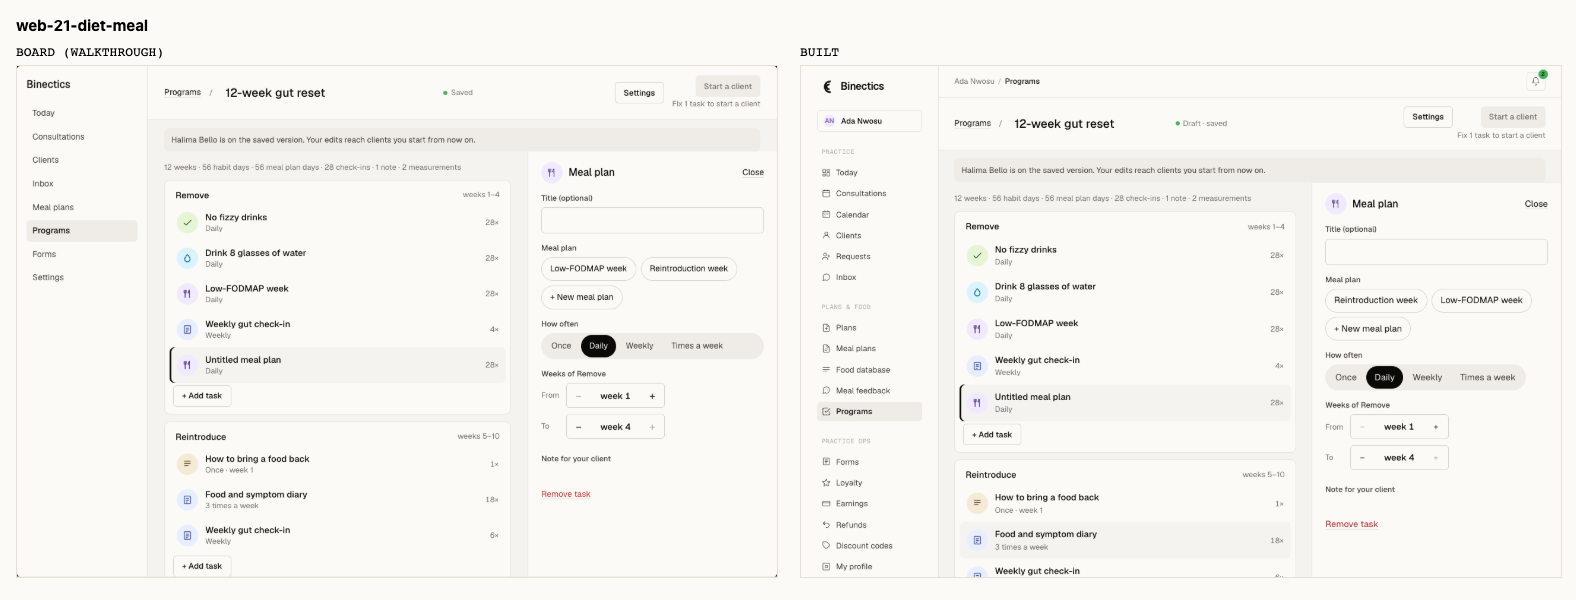 web-21-diet-meal
BOARD (WALKTHROUGH)
Binectics
Today
Consultations
Clients
Inbox
Meal plans
Programs
Forms
Settings
Programs / 12-week gut reset
Saved
Settings
Start a client
Fix 1 task to start a client
Halima Bello is on the saved version. Your edits reach clients you start from now on.
12 weeks · 56 habit days · 56 meal plan days · 28 check-ins · 1 note · 2 measurements
Remove weeks 1–4
No fizzy drinks
Daily
28×
Drink 8 glasses of water
Daily
28×
Low-FODMAP week
Daily
28×
Weekly gut check-in
Weekly
4×
Untitled meal plan
Daily
28×
+ Add task
Reintroduce weeks 5–10
How to bring a food back
Once · week 1
1×
Food and symptom diary
3 times a week
18×
Weekly gut check-in
Weekly
6×
+ Add task
Meal plan Close
Title (optional)
Meal plan
Low-FODMAP week Reintroduction week
+ New meal plan
How often
Once Daily Weekly Times a week
Weeks of Remove
From − week 1 +
To − week 4 +
Note for your client
Remove task
BUILT
Binectics
AN Ada Nwosu
PRACTICE
Today
Consultations
Calendar
Clients
Requests
Inbox
PLANS & FOOD
Plans
Meal plans
Food database
Meal feedback
Programs
PRACTICE OPS
Forms
Loyalty
Earnings
Refunds
Discount codes
My profile
Ada Nwosu / Programs
2
Programs / 12-week gut reset
Draft · saved
Settings
Start a client
Fix 1 task to start a client
Halima Bello is on the saved version. Your edits reach clients you start from now on.
12 weeks · 56 habit days · 56 meal plan days · 28 check-ins · 1 note · 2 measurements
Remove weeks 1–4
No fizzy drinks
Daily
28×
Drink 8 glasses of water
Daily
28×
Low-FODMAP week
Daily
28×
Weekly gut check-in
Weekly
4×
Untitled meal plan
Daily
28×
+ Add task
Reintroduce weeks 5–10
How to bring a food back
Once · week 1
1×
Food and symptom diary
3 times a week
18×
Weekly gut check-in
Meal plan Close
Title (optional)
Meal plan
Reintroduction week Low-FODMAP week
+ New meal plan
How often
Once Daily Weekly Times a week
Weeks of Remove
From − week 1 +
To − week 4 +
Note for your client
Remove task